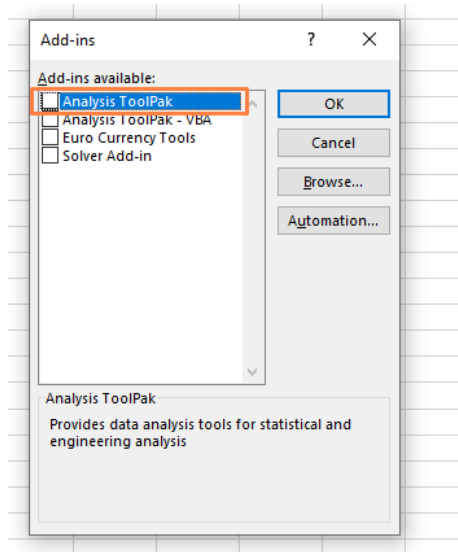 Add-ins ? ×
Add-ins available:
Analysis ToolPak
Analysis ToolPak - VBA
Euro Currency Tools
Solver Add-in
OK
Cancel
Browse...
Automation...
Analysis ToolPak
Provides data analysis tools for statistical and
engineering analysis